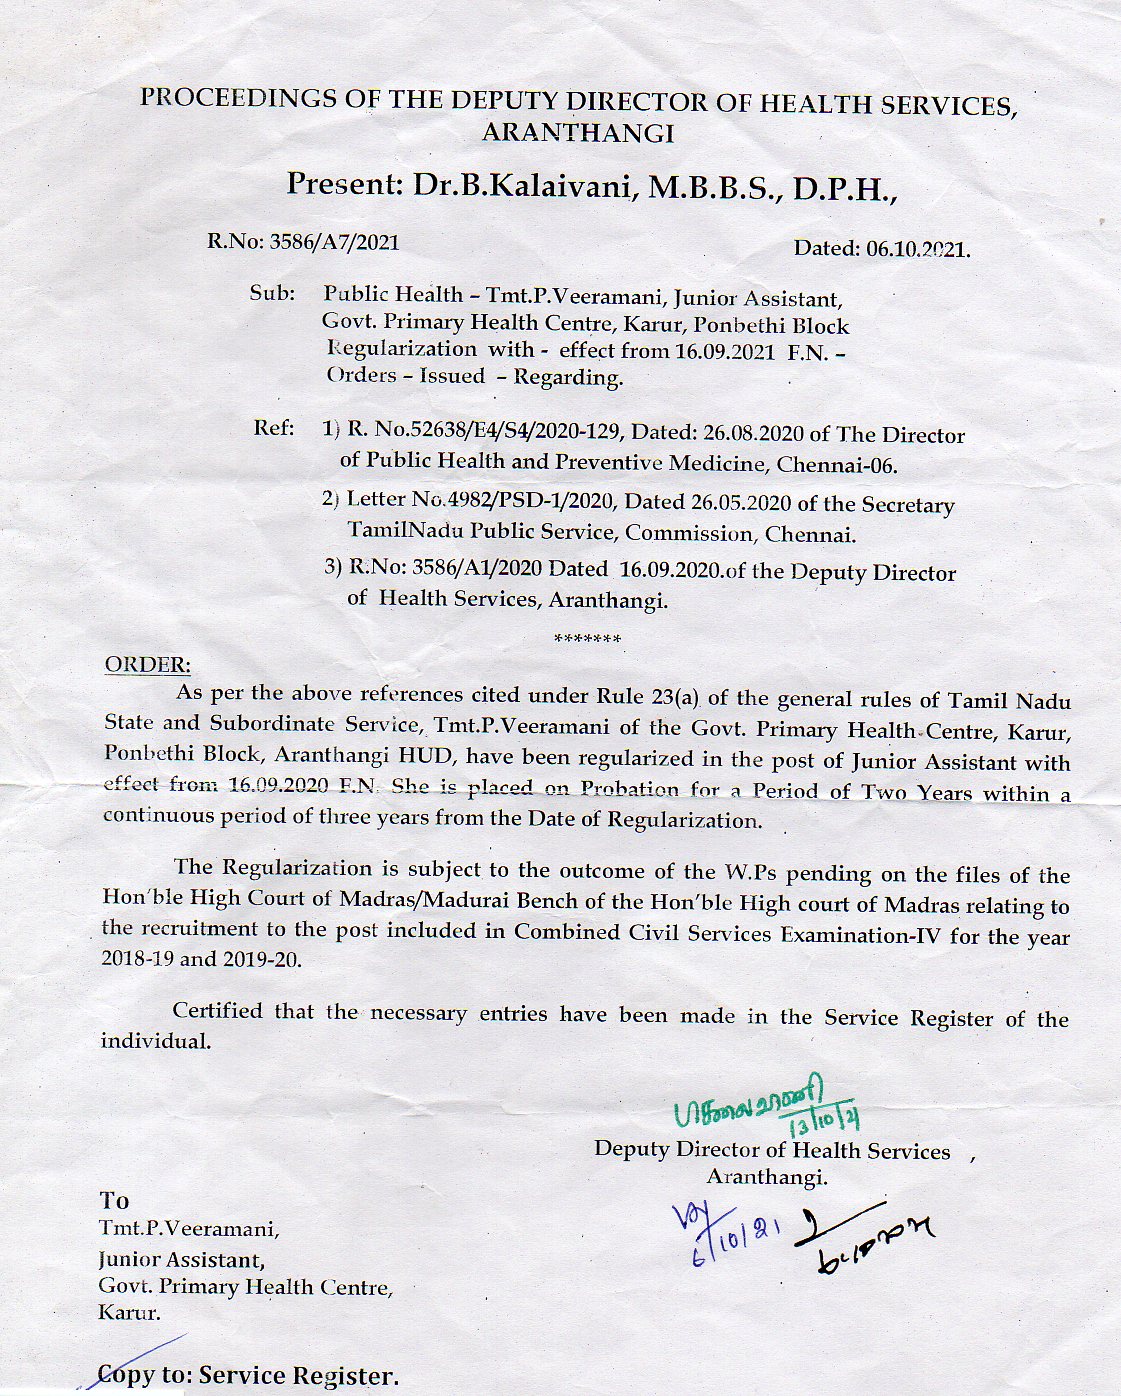 PROCEEDINGS OF THE DEPUTY DIRECTOR OF HEALTH SERVICES,
ARANTHANGI
Present: Dr.B.Kalaivani, M.B.B.S., D.P.H.,
R.No: 3586/A7/2021
Dated: 06.10.2021.
Sub: Public Health – Tmt.P.Veeramani, Junior Assistant,
Govt. Primary Health Centre, Karur, Ponbethi Block
Regularization with - effect from 16.09.2021 F.N. –
Orders – Issued – Regarding.
Ref: 1) R. No.52638/E4/S4/2020-129, Dated: 26.08.2020 of The Director
of Public Health and Preventive Medicine, Chennai-06.
2) Letter No.4982/PSD-1/2020, Dated 26.05.2020 of the Secretary
TamilNadu Public Service, Commission, Chennai.
3) R.No: 3586/A1/2020 Dated 16.09.2020.of the Deputy Director
of Health Services, Aranthangi.
*******
ORDER:
As per the above references cited under Rule 23(a) of the general rules of Tamil Nadu
State and Subordinate Service, Tmt.P.Veeramani of the Govt. Primary Health Centre, Karur,
Ponbethi Block, Aranthangi HUD, have been regularized in the post of Junior Assistant with
effect from 16.09.2020 F.N. She is placed on Probation for a Period of Two Years within a
continuous period of three years from the Date of Regularization.
The Regularization is subject to the outcome of the W.Ps pending on the files of the
Hon'ble High Court of Madras/Madurai Bench of the Hon'ble High court of Madras relating to
the recruitment to the post included in Combined Civil Services Examination-IV for the year
2018-19 and 2019-20.
Certified that the necessary entries have been made in the Service Register of the
individual.
13/10/21
Deputy Director of Health Services ,
Aranthangi.
6/10/21
To
Tmt.P.Veeramani,
Junior Assistant,
Govt. Primary Health Centre,
Karur.
Copy to: Service Register.